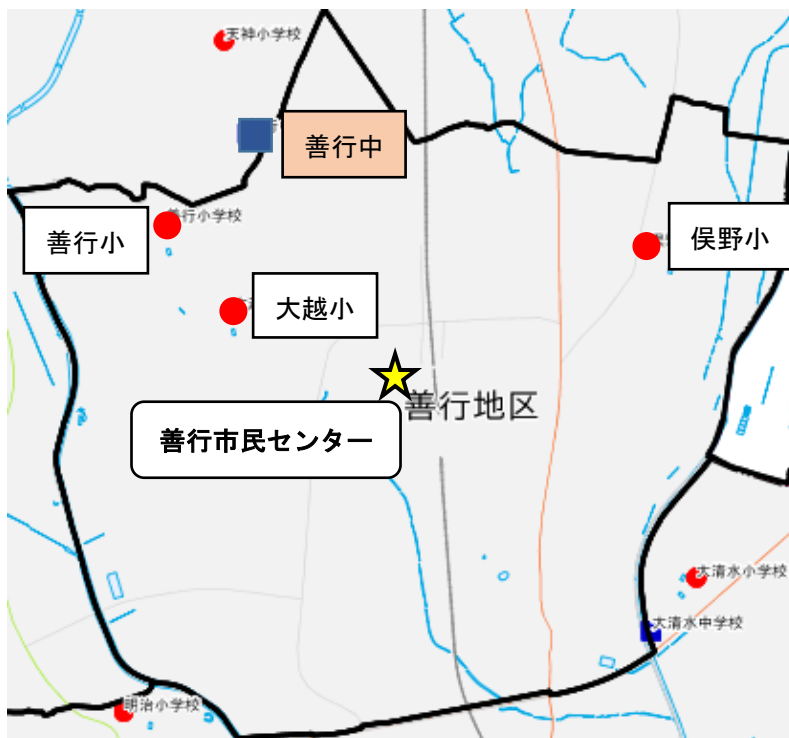 天神小学校
善行中
善行小学校
善行小
俣野小
大越小
善行地区
善行市民センター
大清水小学校
大清水中学校
明治小学校